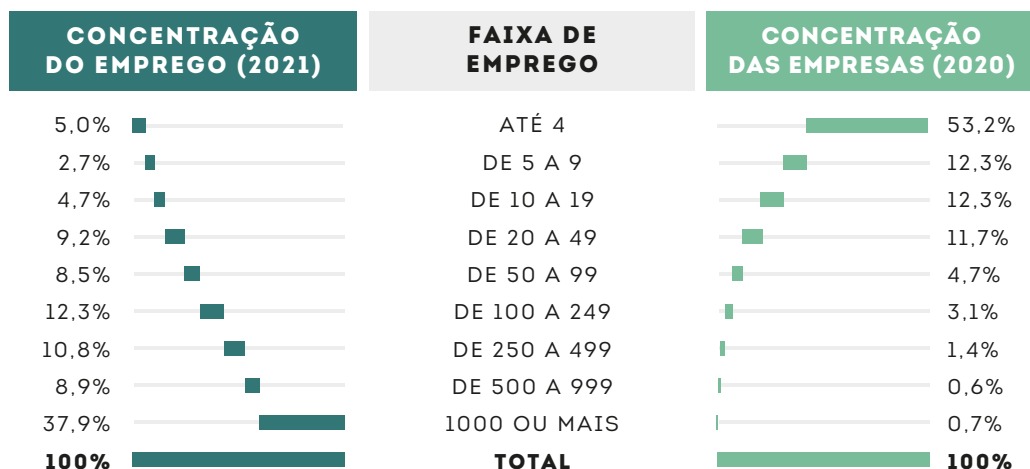 CONCENTRAÇÃO
DO EMPREGO (2021)
FAIXA DE
EMPREGO
CONCENTRAÇÃO
DAS EMPRESAS (2020)
5,0% ATÉ 4 53,2%
2,7% DE 5 A 9 12,3%
4,7% DE 10 A 19 12,3%
9,2% DE 20 A 49 11,7%
8,5% DE 50 A 99 4,7%
12,3% DE 100 A 249 3,1%
10,8% DE 250 A 499 1,4%
8,9% DE 500 A 999 0,6%
37,9% 1000 OU MAIS 0,7%
100% TOTAL 100%